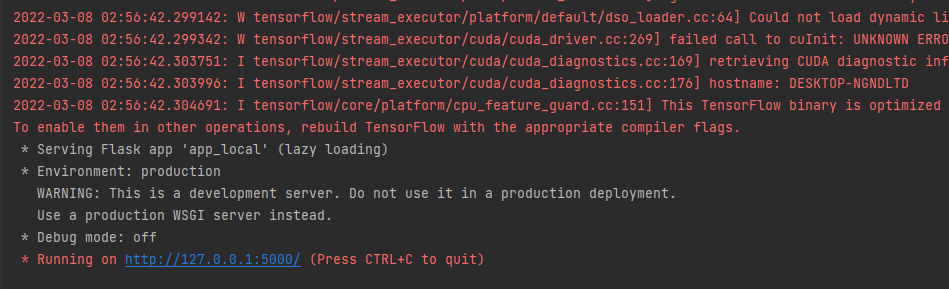 2022-03-08 02:56:42.299142: W tensorflow/stream_executor/platform/default/dso_loader.cc:64] Could not load dynamic li
2022-03-08 02:56:42.299342: W tensorflow/stream_executor/cuda/cuda_driver.cc:269] failed call to cuInit: UNKNOWN ERRO
2022-03-08 02:56:42.303751: I tensorflow/stream_executor/cuda/cuda_diagnostics.cc:169] retrieving CUDA diagnostic inf
2022-03-08 02:56:42.303996: I tensorflow/stream_executor/cuda/cuda_diagnostics.cc:176] hostname: DESKTOP-NGNDLTD
2022-03-08 02:56:42.304691: I tensorflow/core/platform/cpu_feature_guard.cc:151] This TensorFlow binary is optimized
To enable them in other operations, rebuild TensorFlow with the appropriate compiler flags.
* Serving Flask app 'app_local' (lazy loading)
* Environment: production
WARNING: This is a development server. Do not use it in a production deployment.
Use a production WSGI server instead.
* Debug mode: off
* Running on http://127.0.0.1:5000/ (Press CTRL+C to quit)